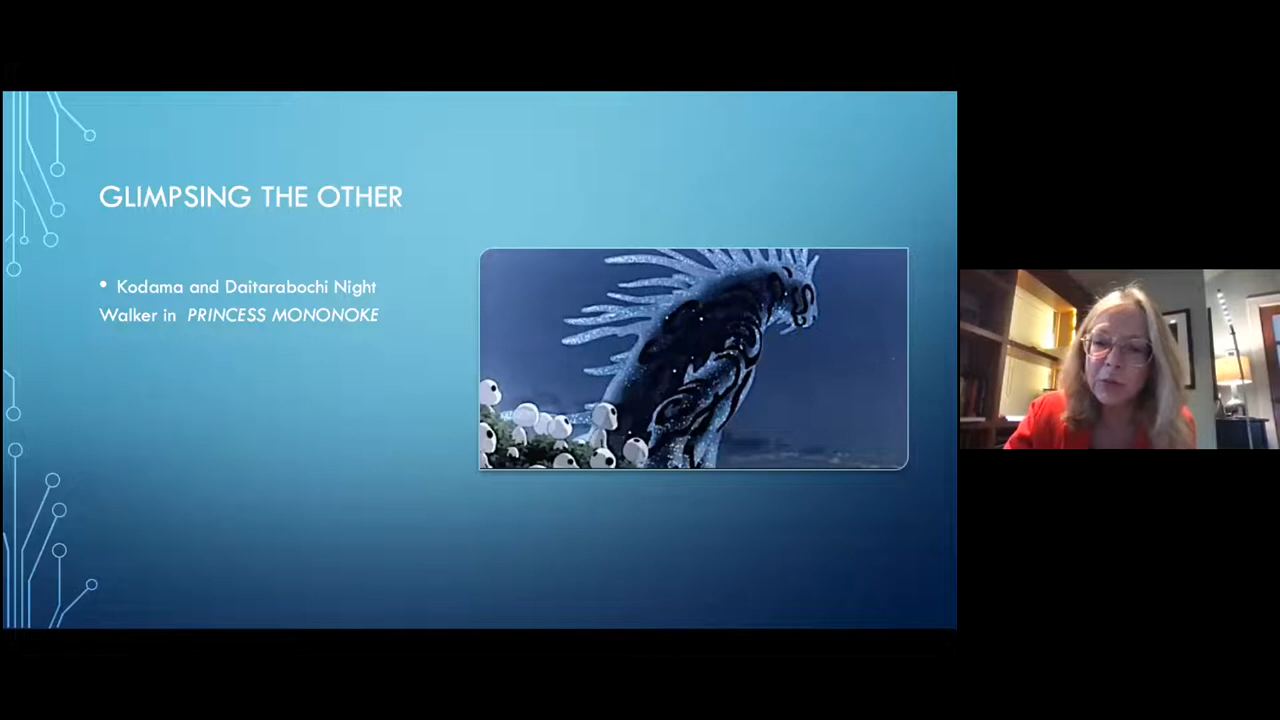 GLIMPSING THE OTHER
• Kodama and Daitarabochi Night
Walker in PRINCESS MONONOKE